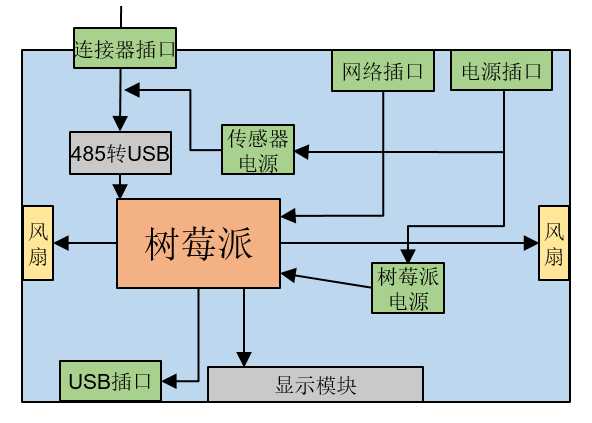 连接器插口
网络插口
电源插口
传感器
电源
485转USB
树莓派
风
扇
风
扇
树莓派
电源
USB插口
显示模块